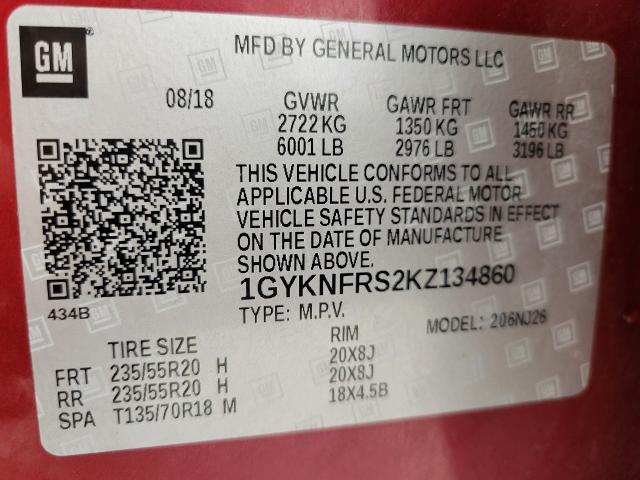 GM
MFD BY GENERAL MOTORS LLC
08/18 GVWR GAWR FRT GAWR RR
2722 KG 1350 KG 1450 KG
6001 LB 2976 LB 3196 LB
THIS VEHICLE CONFORMS TO ALL
APPLICABLE U.S. FEDERAL MOTOR
VEHICLE SAFETY STANDARDS IN EFFECT
ON THE DATE OF MANUFACTURE
SHOWN ABOVE.
1GYKNFRS2KZ134860
434B
TYPE: M.P.V. MODEL: 206NJ26
TIRE SIZE RIM
FRT 235/55R20 H 20X8J
RR 235/55R20 H 20X8J
SPA T135/70R18 M 18X4.5B